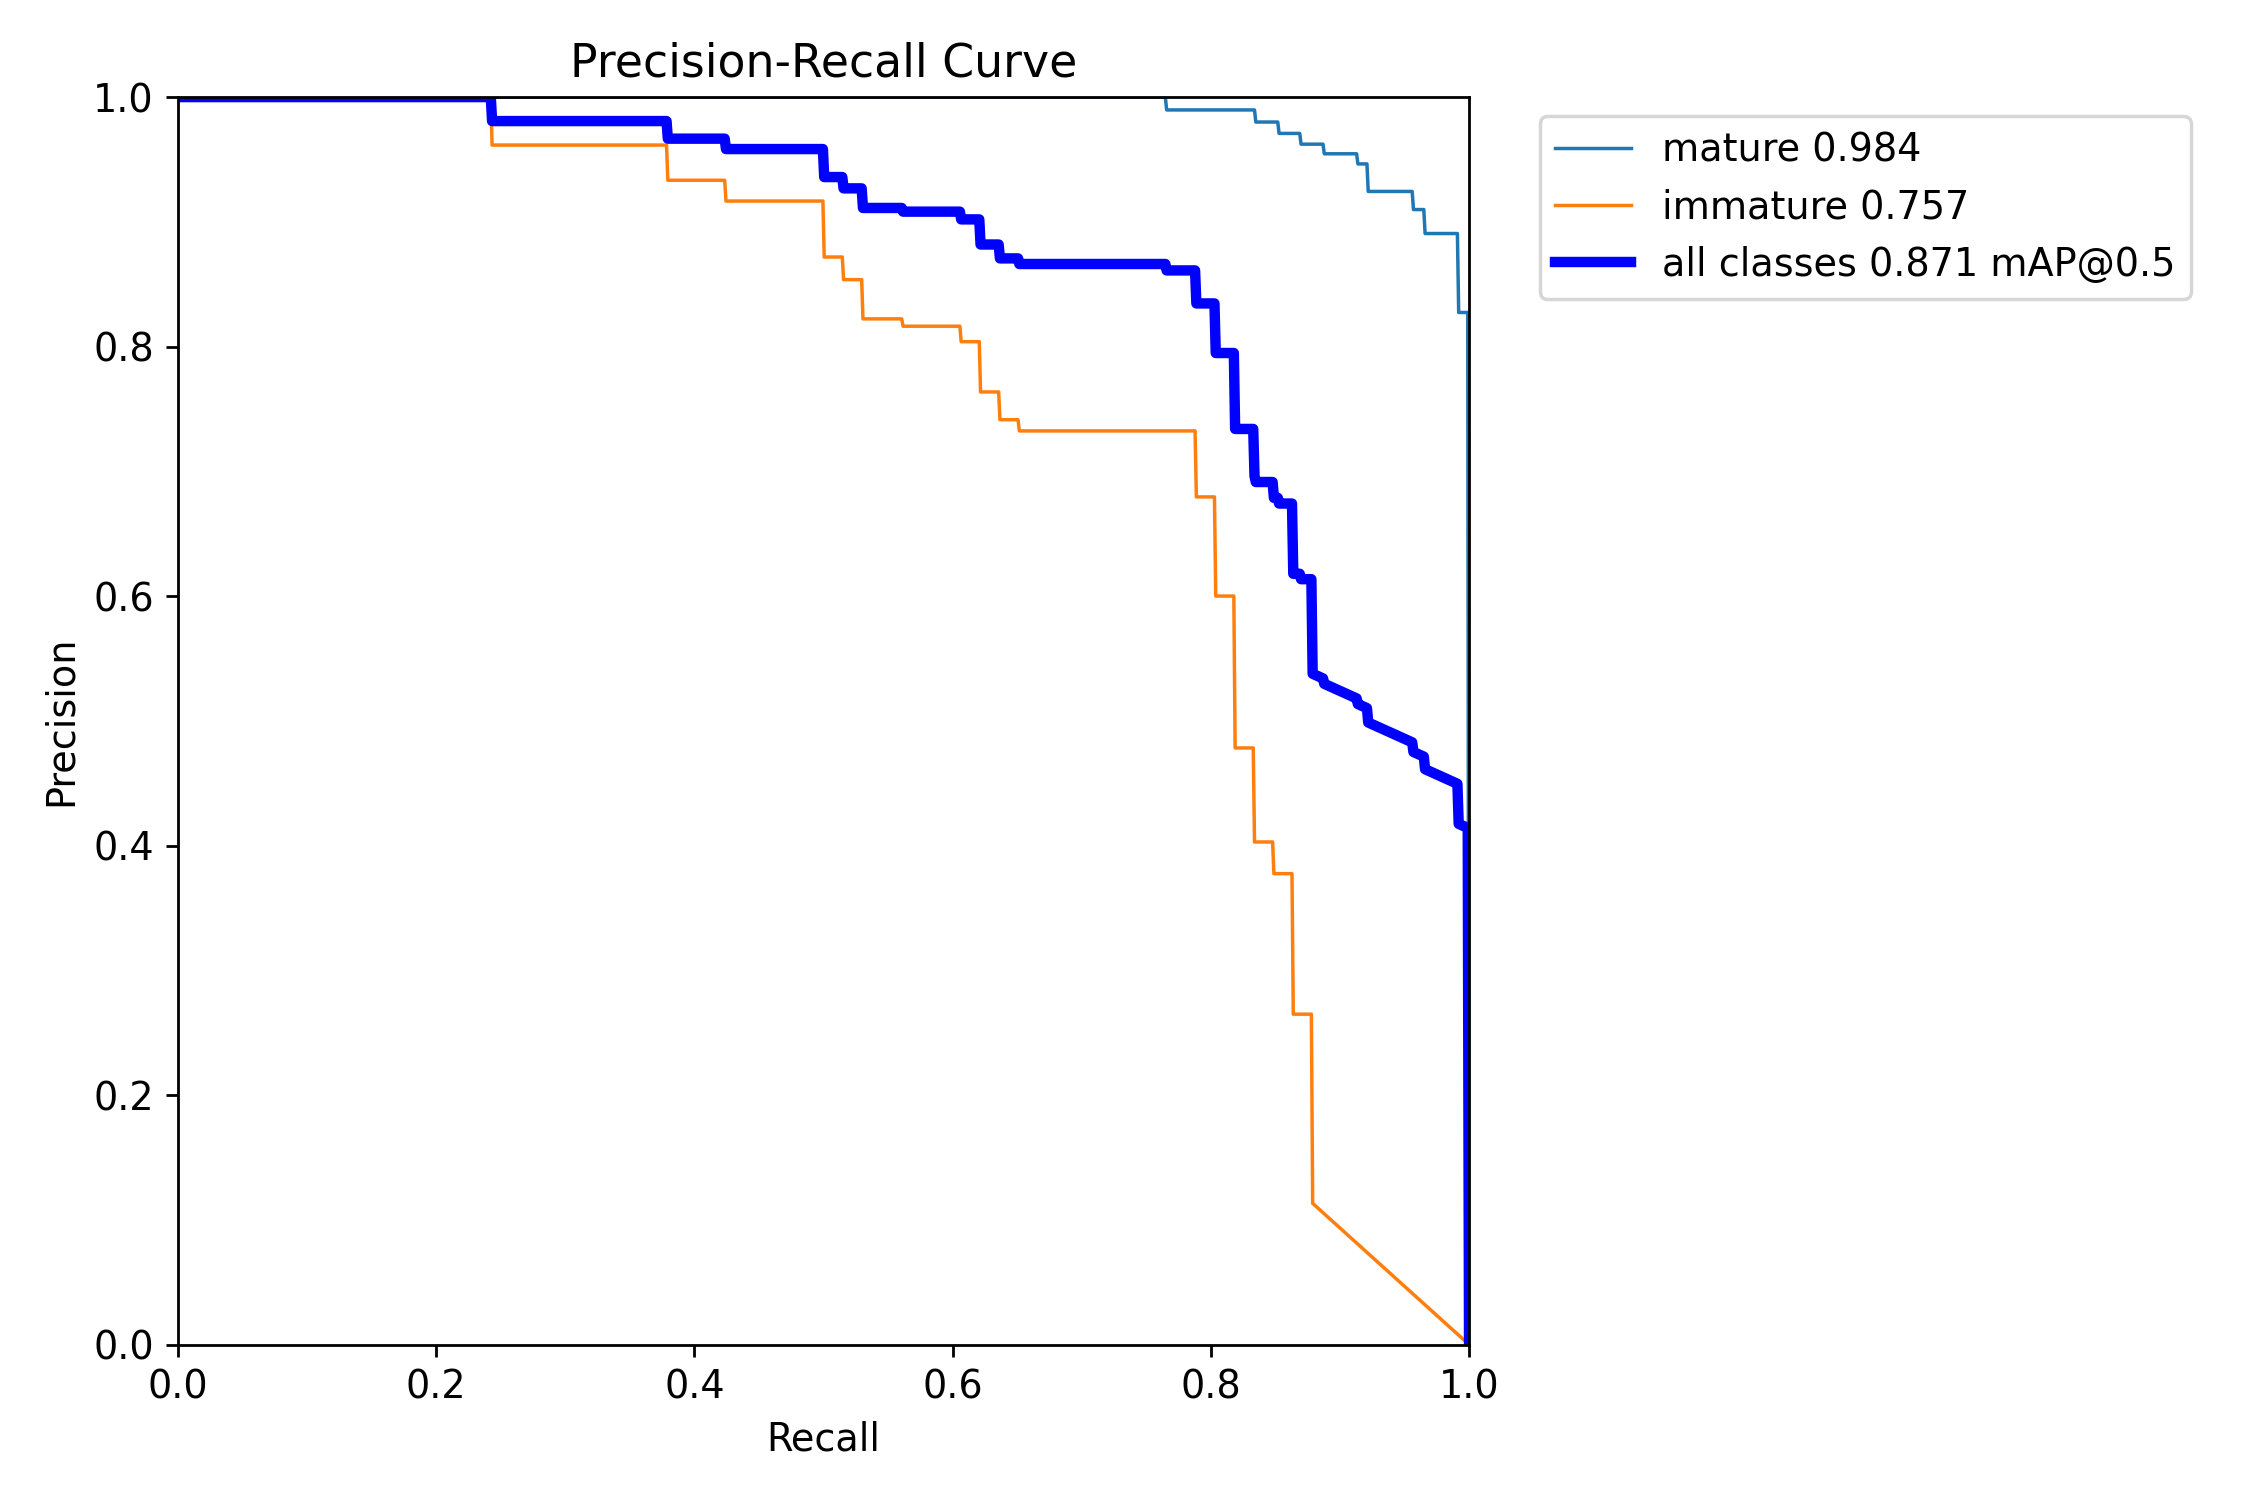 Precision-Recall Curve
1.0
0.8
0.6
0.4
0.2
0.0
Precision
0.0 0.2 0.4 0.6 0.8 1.0
Recall
mature 0.984
immature 0.757
all classes 0.871 mAP@0.5